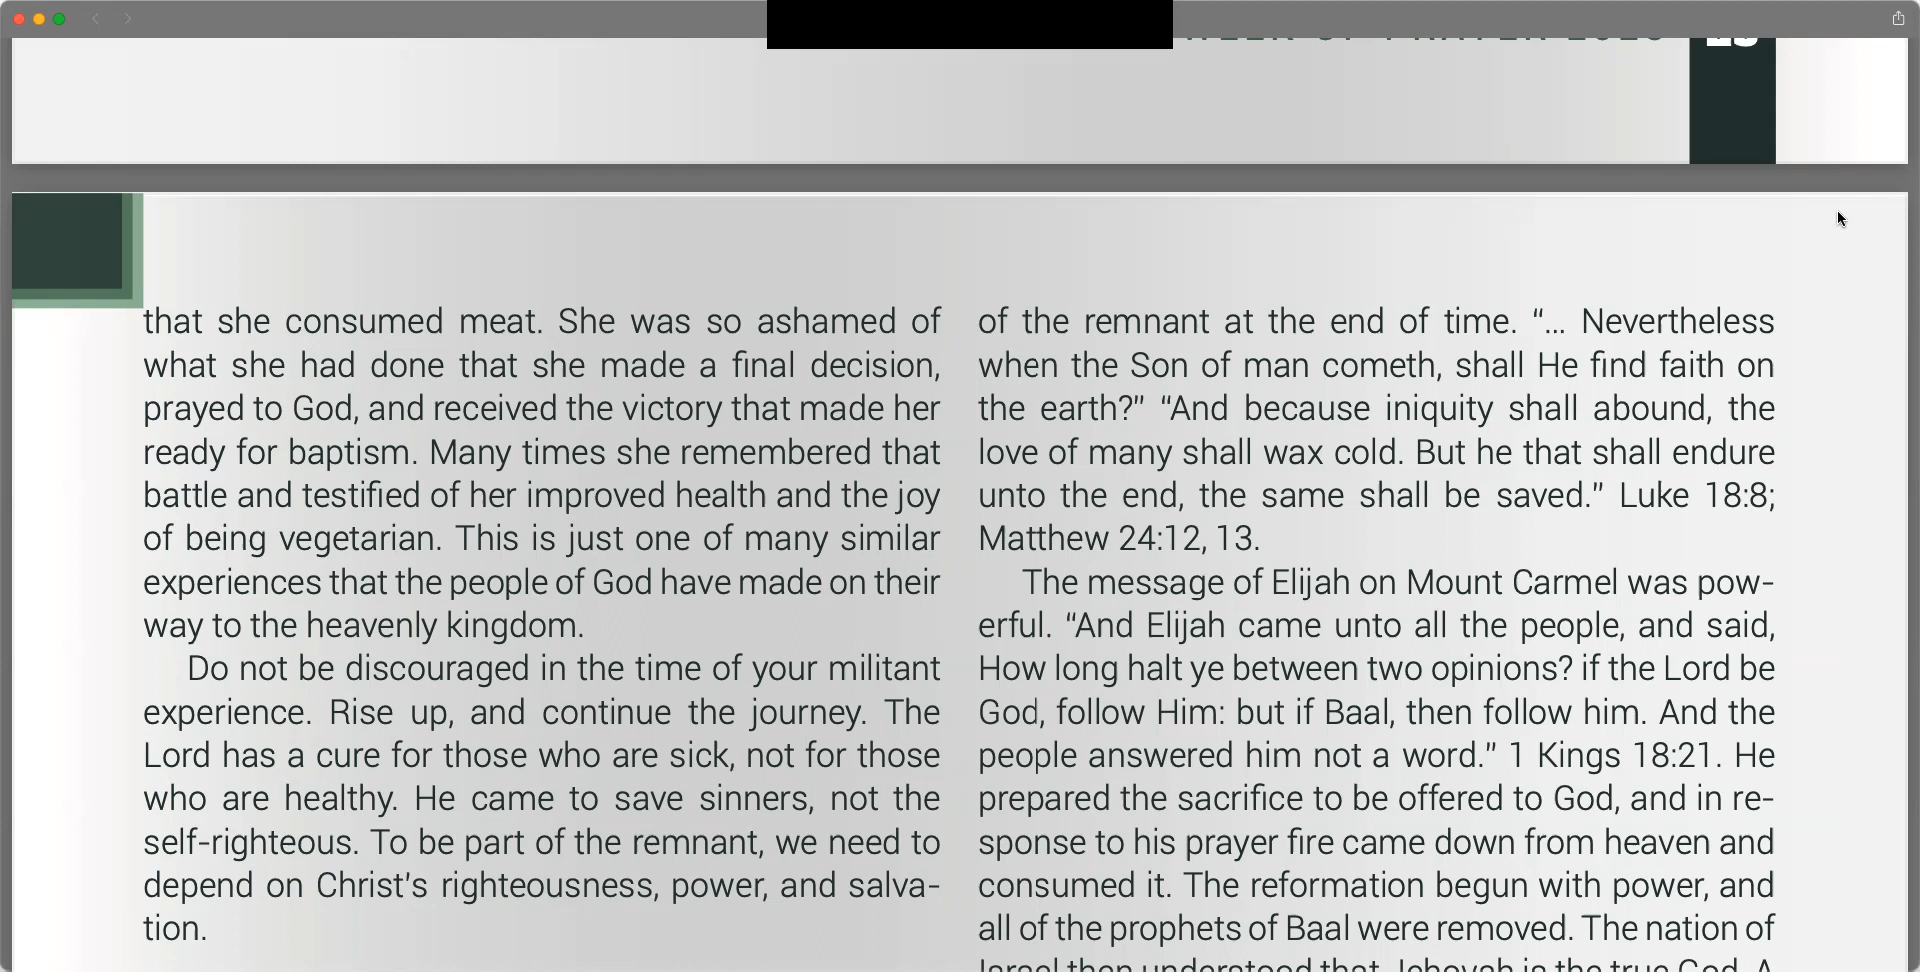 WEEK OF PRAYER
that she consumed meat. She was so ashamed of
what she had done that she made a final decision,
prayed to God, and received the victory that made her
ready for baptism. Many times she remembered that
battle and testified of her improved health and the joy
of being vegetarian. This is just one of many similar
experiences that the people of God have made on their
way to the heavenly kingdom.
Do not be discouraged in the time of your militant
experience. Rise up, and continue the journey. The
Lord has a cure for those who are sick, not for those
who are healthy. He came to save sinners, not the
self-righteous. To be part of the remnant, we need to
depend on Christ's righteousness, power, and salva-
tion.
of the remnant at the end of time. “... Nevertheless
when the Son of man cometh, shall He find faith on
the earth?” “And because iniquity shall abound, the
love of many shall wax cold. But he that shall endure
unto the end, the same shall be saved.” Luke 18:8;
Matthew 24:12, 13.
The message of Elijah on Mount Carmel was pow-
erful. “And Elijah came unto all the people, and said,
How long halt ye between two opinions? if the Lord be
God, follow Him: but if Baal, then follow him. And the
people answered him not a word.” 1 Kings 18:21. He
prepared the sacrifice to be offered to God, and in re-
sponse to his prayer fire came down from heaven and
consumed it. The reformation begun with power, and
all of the prophets of Baal were removed. The nation of
Israel then understood that Jehovah is the true God. A